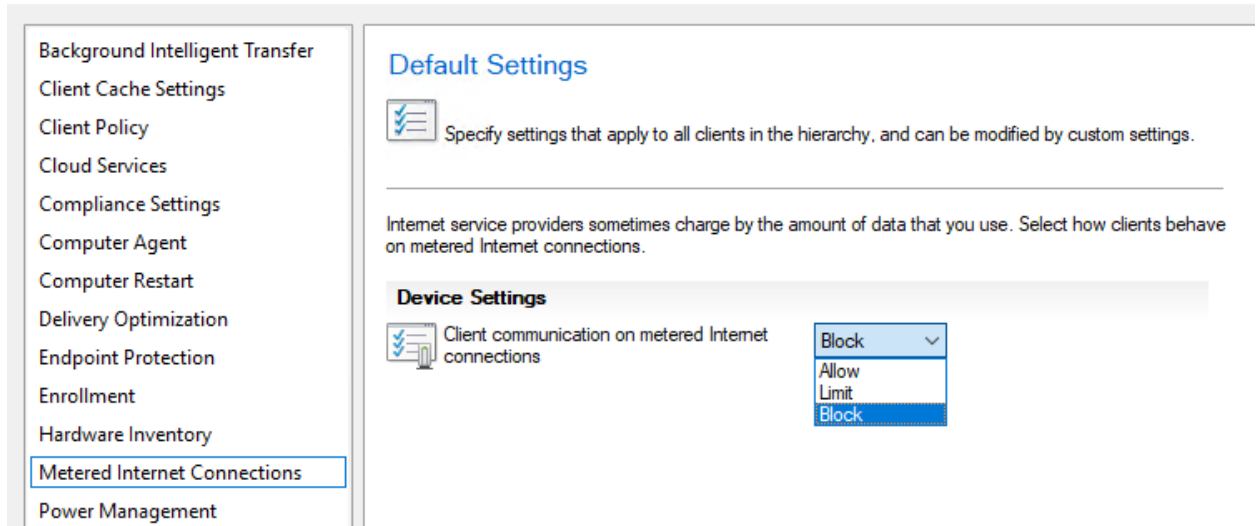 Background Intelligent Transfer
Client Cache Settings
Client Policy
Cloud Services
Compliance Settings
Computer Agent
Computer Restart
Delivery Optimization
Endpoint Protection
Enrollment
Hardware Inventory
Metered Internet Connections
Power Management
Default Settings
Specify settings that apply to all clients in the hierarchy, and can be modified by custom settings.
Internet service providers sometimes charge by the amount of data that you use. Select how clients behave
on metered Internet connections.
Device Settings
Client communication on metered Internet
connections
Block
Allow
Limit
Block